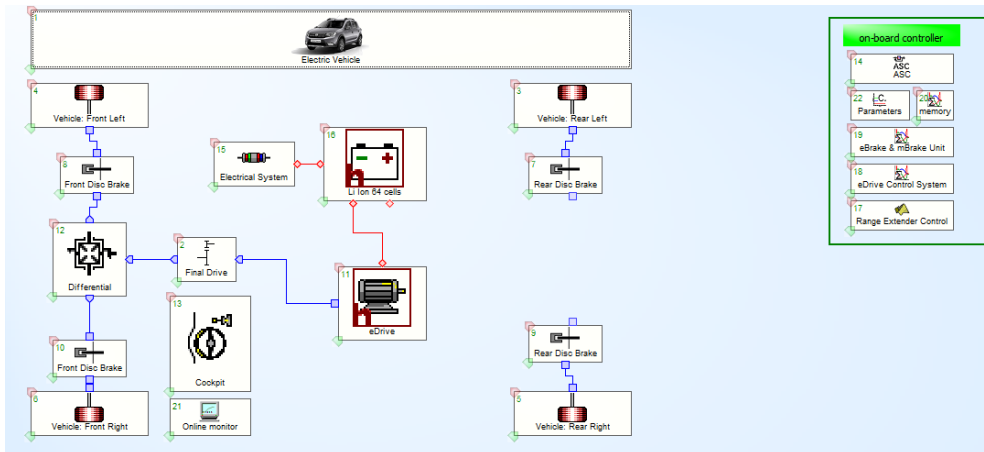 1
Electric Vehicle
on-board controller
4
Vehicle: Front Left
3
Vehicle: Rear Left
14
ASC
ASC
22
I.C.
Parameters
20
memory
16
Li Ion 64 cells
15
Electrical System
19
eBrake & mBrake Unit
8
Front Disc Brake
7
Rear Disc Brake
18
eDrive Control System
17
Range Extender Control
12
Differential
2
Final Drive
11
eDrive
13
Cockpit
10
Front Disc Brake
9
Rear Disc Brake
6
Vehicle: Front Right
21
Online monitor
5
Vehicle: Rear Right